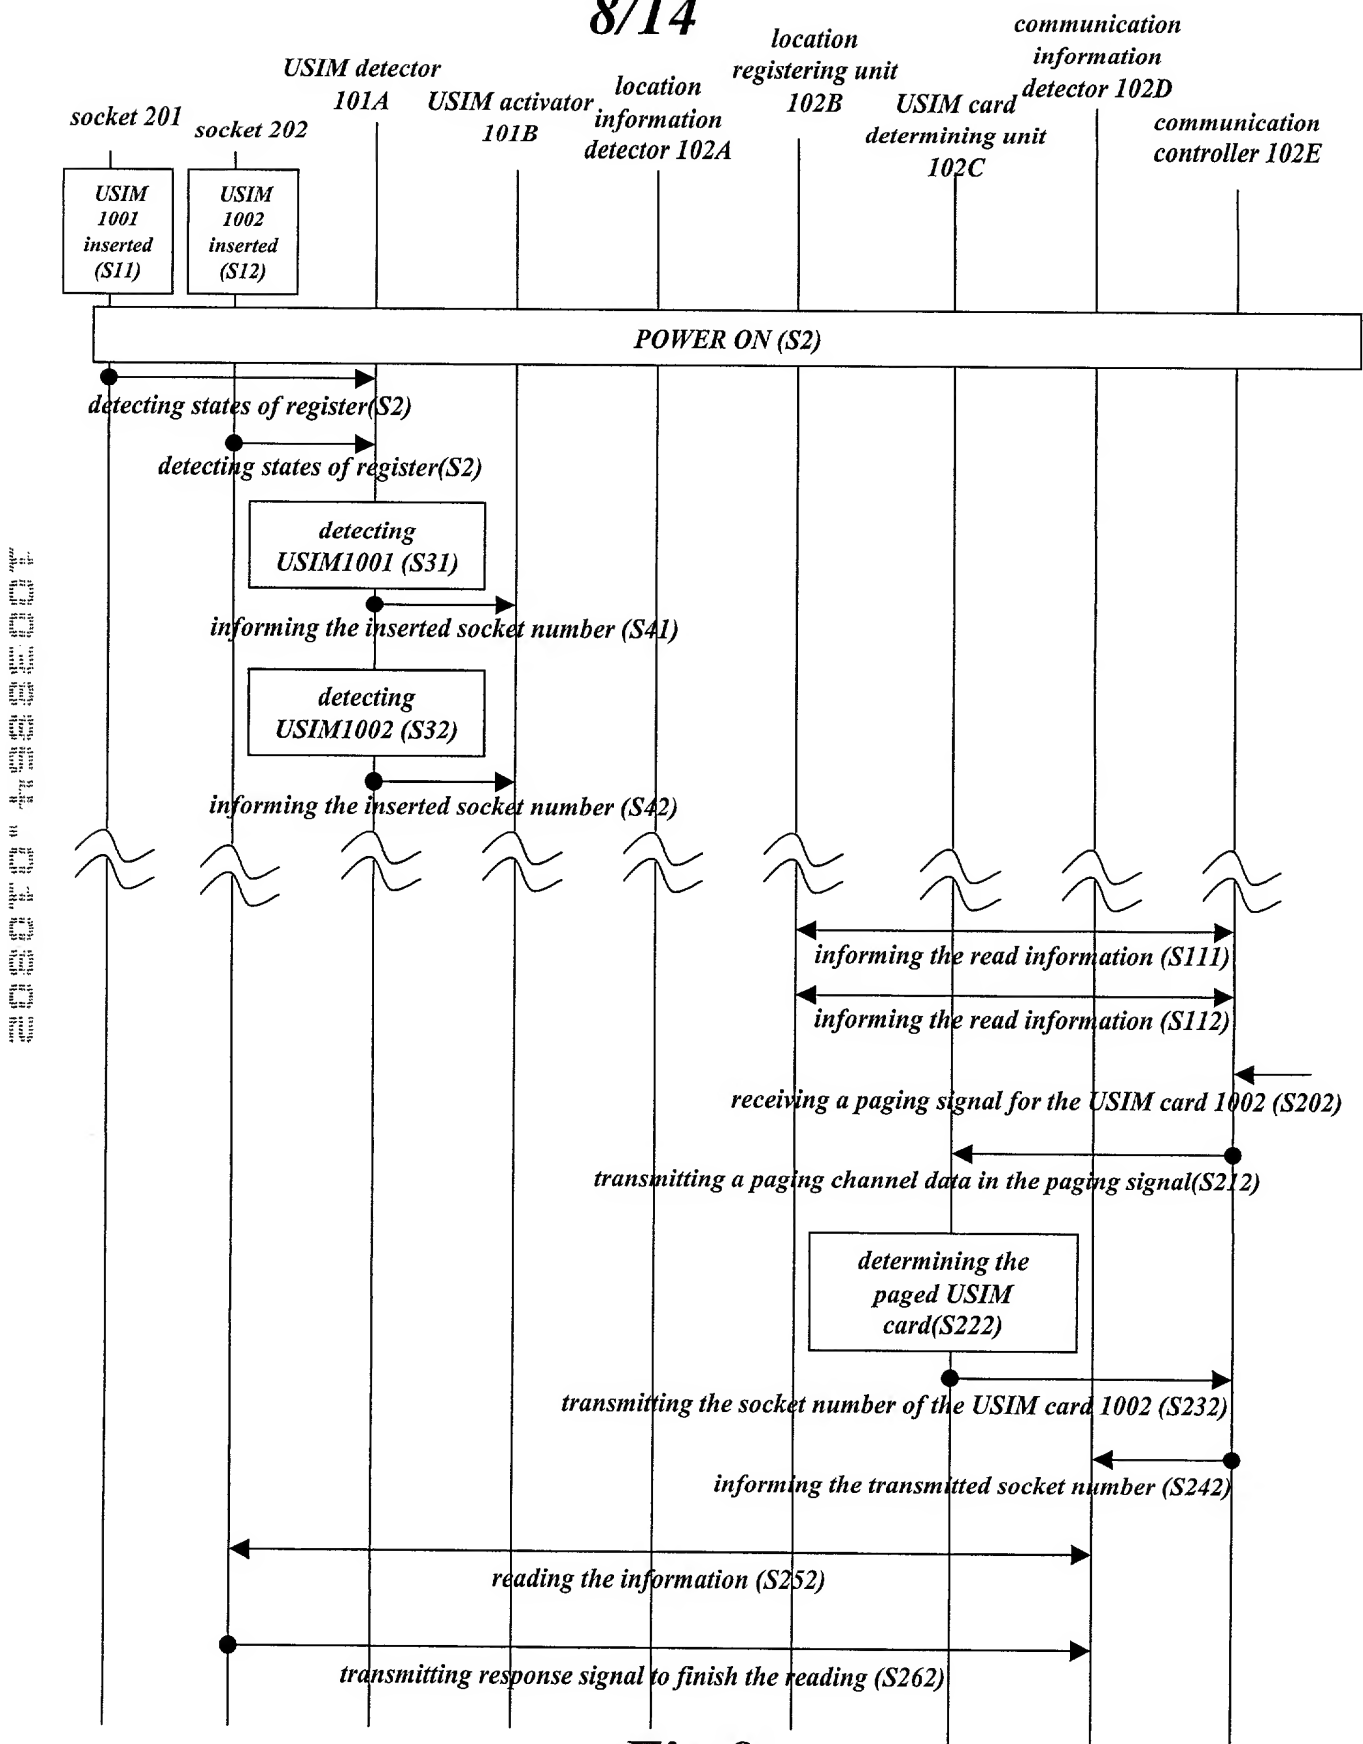 8/14
socket 201
socket 202
USIM detector
101A
USIM activator
101B
location
information
detector 102A
location
registering unit
102B
USIM card
determining unit
102C
communication
information
detector 102D
communication
controller 102E
USIM
1001
inserted
(S11)
USIM
1002
inserted
(S12)
POWER ON (S2)
detecting states of register(S2)
detecting states of register(S2)
detecting
USIM1001 (S31)
informing the inserted socket number (S41)
detecting
USIM1002 (S32)
informing the inserted socket number (S42)
informing the read information (S111)
informing the read information (S112)
receiving a paging signal for the USIM card 1002 (S202)
transmitting a paging channel data in the paging signal(S212)
determining the
paged USIM
card(S222)
transmitting the socket number of the USIM card 1002 (S232)
informing the transmitted socket number (S242)
reading the information (S252)
transmitting response signal to finish the reading (S262)